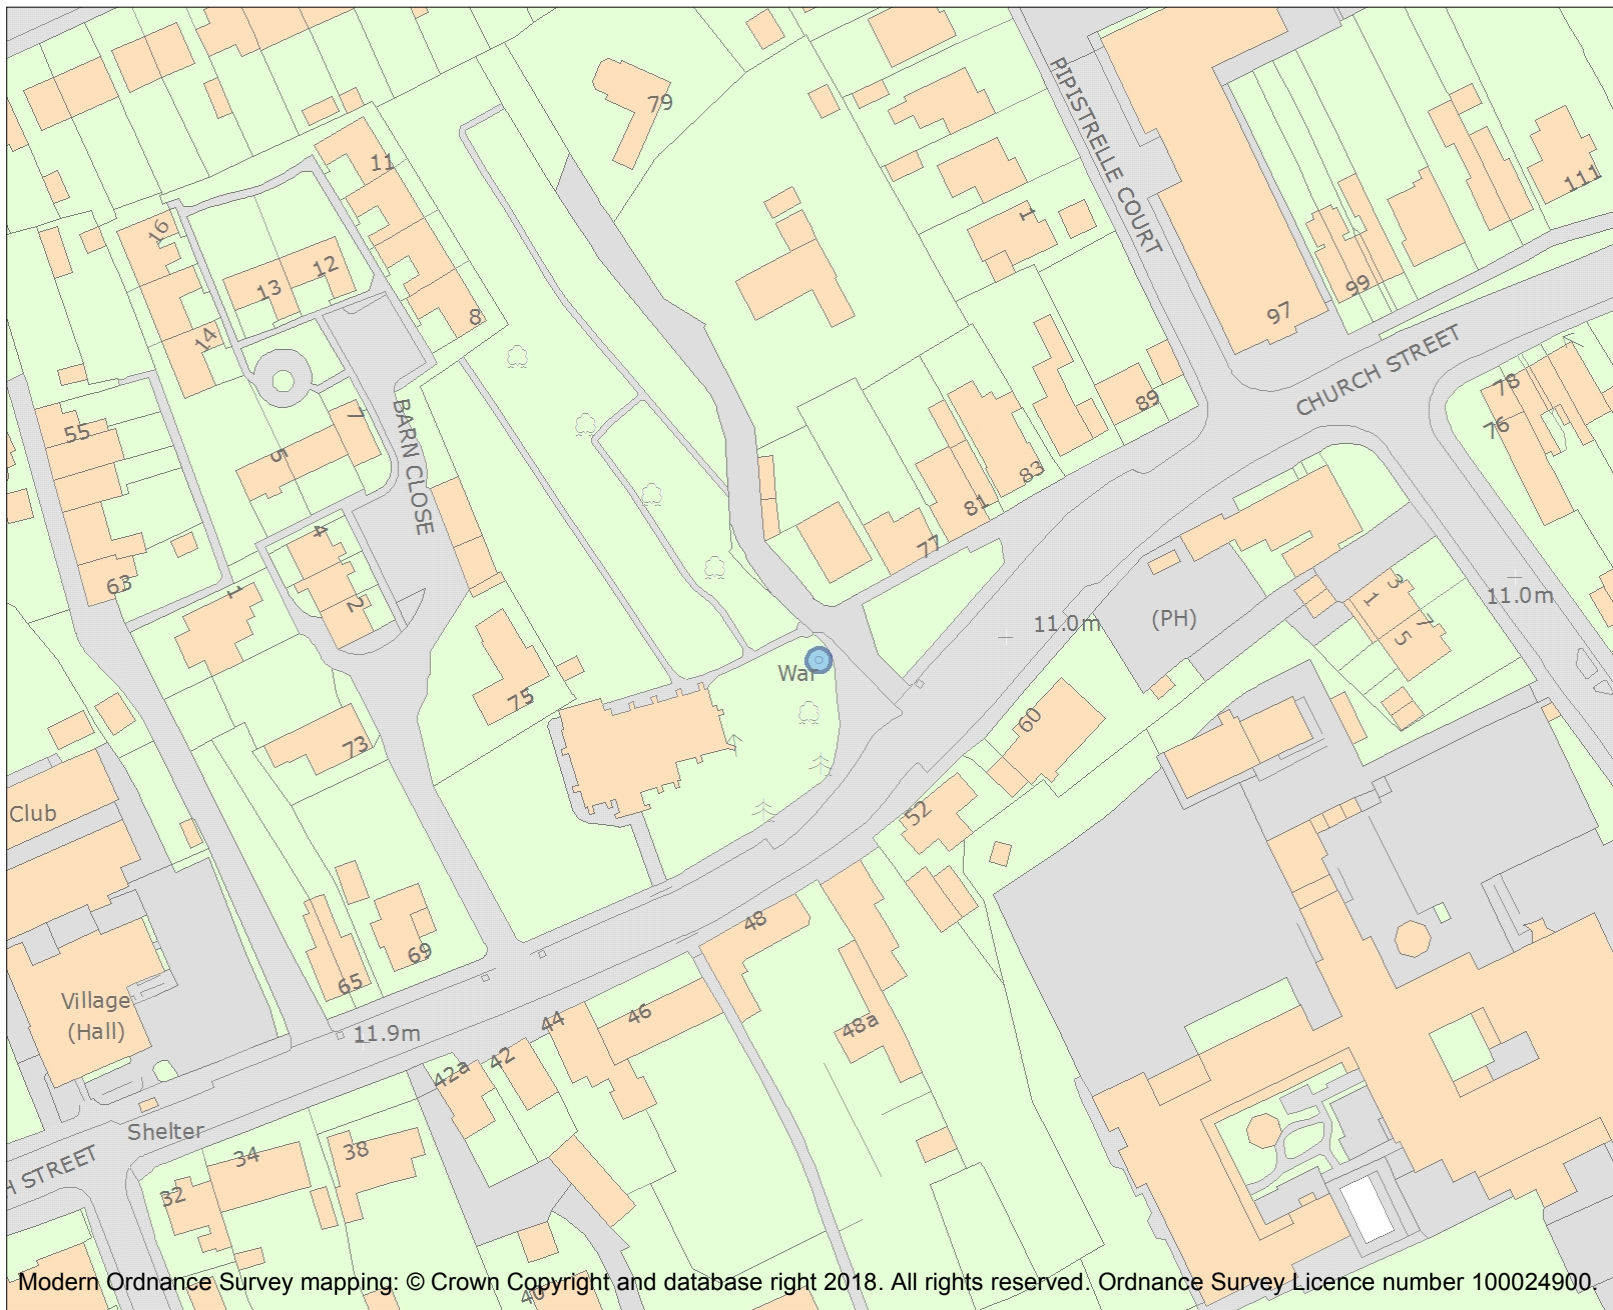 79
PIPISTRELLE COURT
11
111
16
1
12
13
99
97
8
14
CHURCH STREET
78
89
7
BARN CLOSE
76
55
5
83
81
4
77
63
3
1
11.0m
1
2
(PH)
11.0m
7
5
War
75
60
73
52
Club
48
69
65
Village
(Hall)
46
44
48a
11.9m
42
42a
Shelter
38
34
H STREET
32
40
Modern Ordnance Survey mapping: © Crown Copyright and database right 2018. All rights reserved. Ordnance Survey Licence number 100024900.